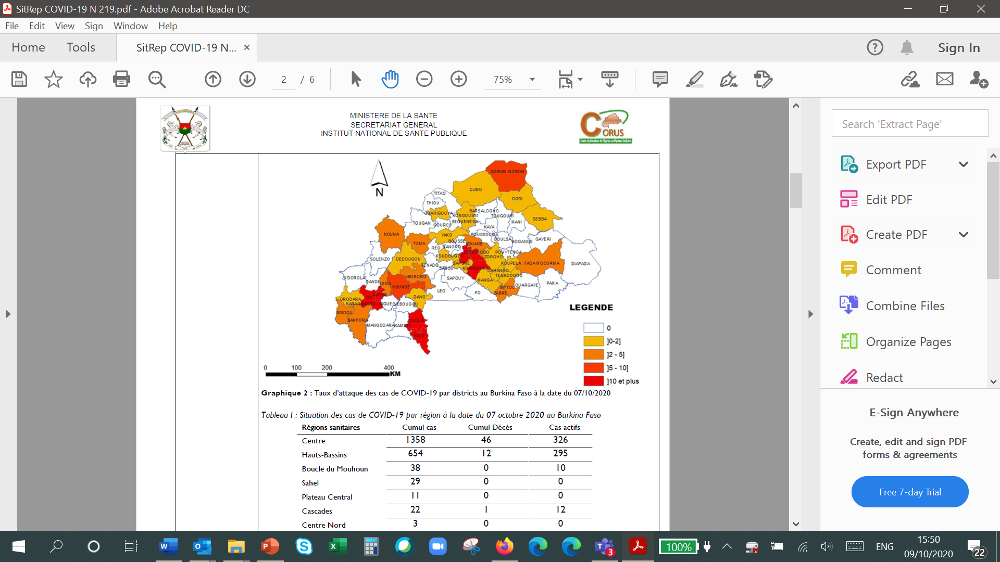 SitRep COVID-19 N 219.pdf - Adobe Acrobat Reader DC
File Edit View Sign Window Help
Home Tools SitRep COVID-19 N... × Sign In
2 / 6 75%
MINISTERE DE LA SANTE
SECRETARIAT GENERAL
INSTITUT NATIONAL DE SANTE PUBLIQUE
CORUS
Centre des Opérations de Réponse aux Urgences Sanitaires
N
GOROM-GOROM
DJIBO
TITAO
DORI
THIOU
OUAHIGOUYA
BARSALOGHO
KONGOUSSI
TOUGOURI
SEBBA
TOUGAN
GOURCY
SEGUENEGA
MANI
KAYA
NOUNA
YAKO
BOUSSOUMA
BOUSSE
BOULSA
BOGANDE
GAYERI
TOMA
ZINIARE
REO
NANORO
BOGODOGO
POUYTENGA
SOLENZO
DEDOUGOU
KOUDOUGOU
ZORGHO
TENADO
SAPONE
KOUPELA
FADA N'GOURMA
DIAPAGA
SABOU
KOMBISSIRI
GARANGO
N'DOROLA
BOROMO
SAPOUY
TENKODOGO
DANDE
LENA
MANGA
HOUNDE
BITTOU
OUARGAYE
PAMA
LEO
PO
ZABRE
DAFRA
DO
DANO
ORODARA
KARANGASSO - VIGUE
DIEBOUGOU
SINDOU
BANFORA
MANGODARA
KAMPTI
GAOUA
BATIE
LEGENDE
0
]0-2]
]2 - 5]
]5 - 10]
]10 et plus
0 100 200 400
KM
Graphique 2 : Taux d'attaque des cas de COVID-19 par districts au Burkina Faso à la date du 07/10/2020
Tableau I : Situation des cas de COVID-19 par région à la date du 07 octobre 2020 au Burkina Faso
Régions sanitaires Cumul cas Cumul Décès Cas actifs
Centre 1358 46 326
Hauts-Bassins 654 12 295
Boucle du Mouhoun 38 0 10
Sahel 29 0 0
Plateau Central 11 0 0
Cascades 22 1 12
Centre Nord 3 0 0
Search 'Extract Page'
Export PDF
Edit PDF
Create PDF
Comment
Combine Files
Organize Pages
Redact
E-Sign Anywhere
Create, edit and sign PDF
forms & agreements
Free 7-day Trial
100%
3
ENG
15:50
09/10/2020
22